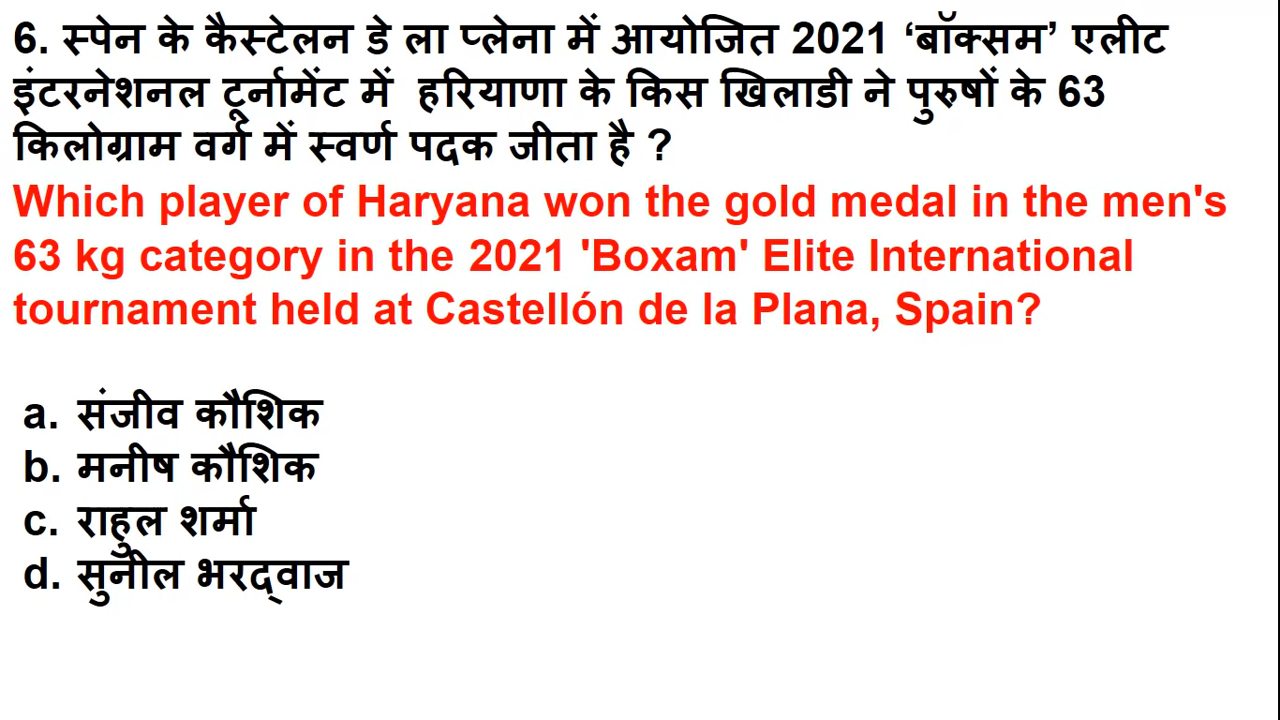 6. स्पेन के कैस्टेलन डे ला प्लेना में आयोजित 2021 ‘बॉक्सम’ एलीट
इंटरनेशनल टूर्नामेंट में हरियाणा के किस खिलाडी ने पुरुषों के 63
किलोग्राम वर्ग में स्वर्ण पदक जीता है ?
Which player of Haryana won the gold medal in the men's
63 kg category in the 2021 'Boxam' Elite International
tournament held at Castellón de la Plana, Spain?
a. संजीव कौशिक
b. मनीष कौशिक
c. राहुल शर्मा
d. सुनील भरद्वाज